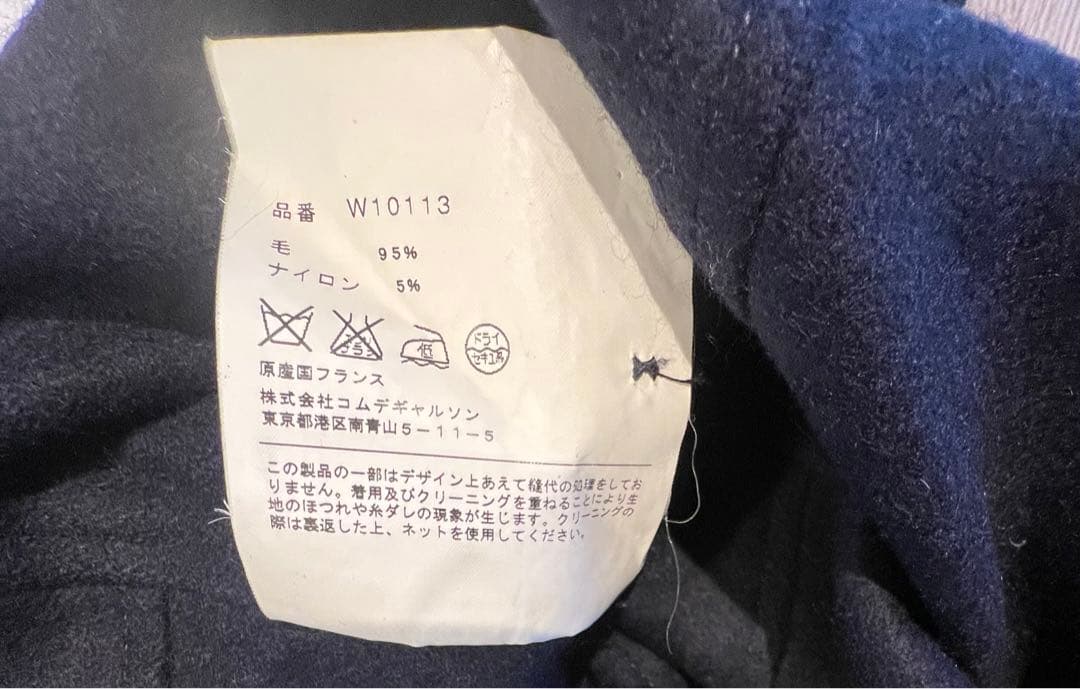 品番 W10113
毛 95%
ナイロン 5%
エンソ サラシ 低 ドライ セキユ系
原産国フランス
株式会社コムデギャルソン
東京都港区南青山5-11-5
この製品の一部はデザイン上あえて縫代の処理をしてお
りません。着用及びクリーニングを重ねることにより生
地のほつれや糸ダレの現象が生じます。クリーニングの
際は裏返した上、ネットを使用してください。